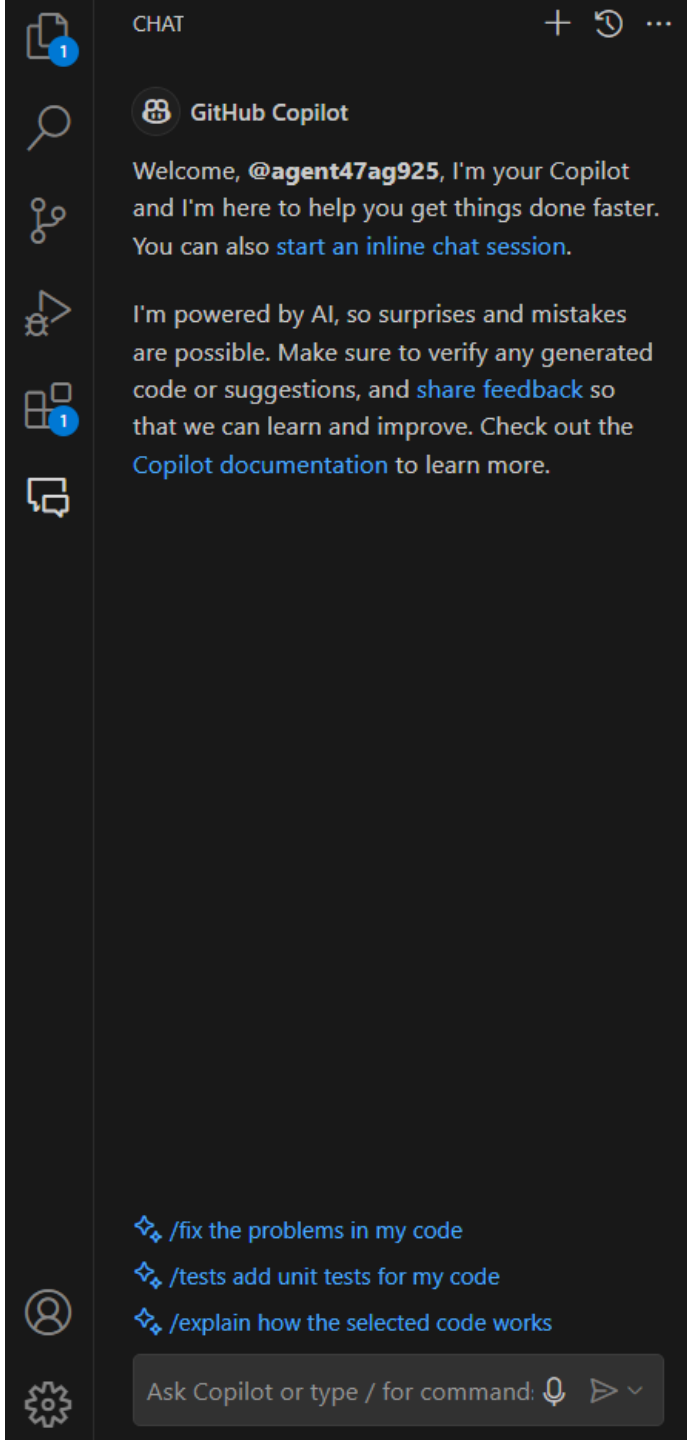 CHAT
1
GitHub Copilot
Welcome, @agent47ag925, I'm your Copilot
and I'm here to help you get things done faster.
You can also start an inline chat session.
I'm powered by AI, so surprises and mistakes
are possible. Make sure to verify any generated
code or suggestions, and share feedback so
that we can learn and improve. Check out the
Copilot documentation to learn more.
1
/fix the problems in my code
/tests add unit tests for my code
/explain how the selected code works
Ask Copilot or type / for command